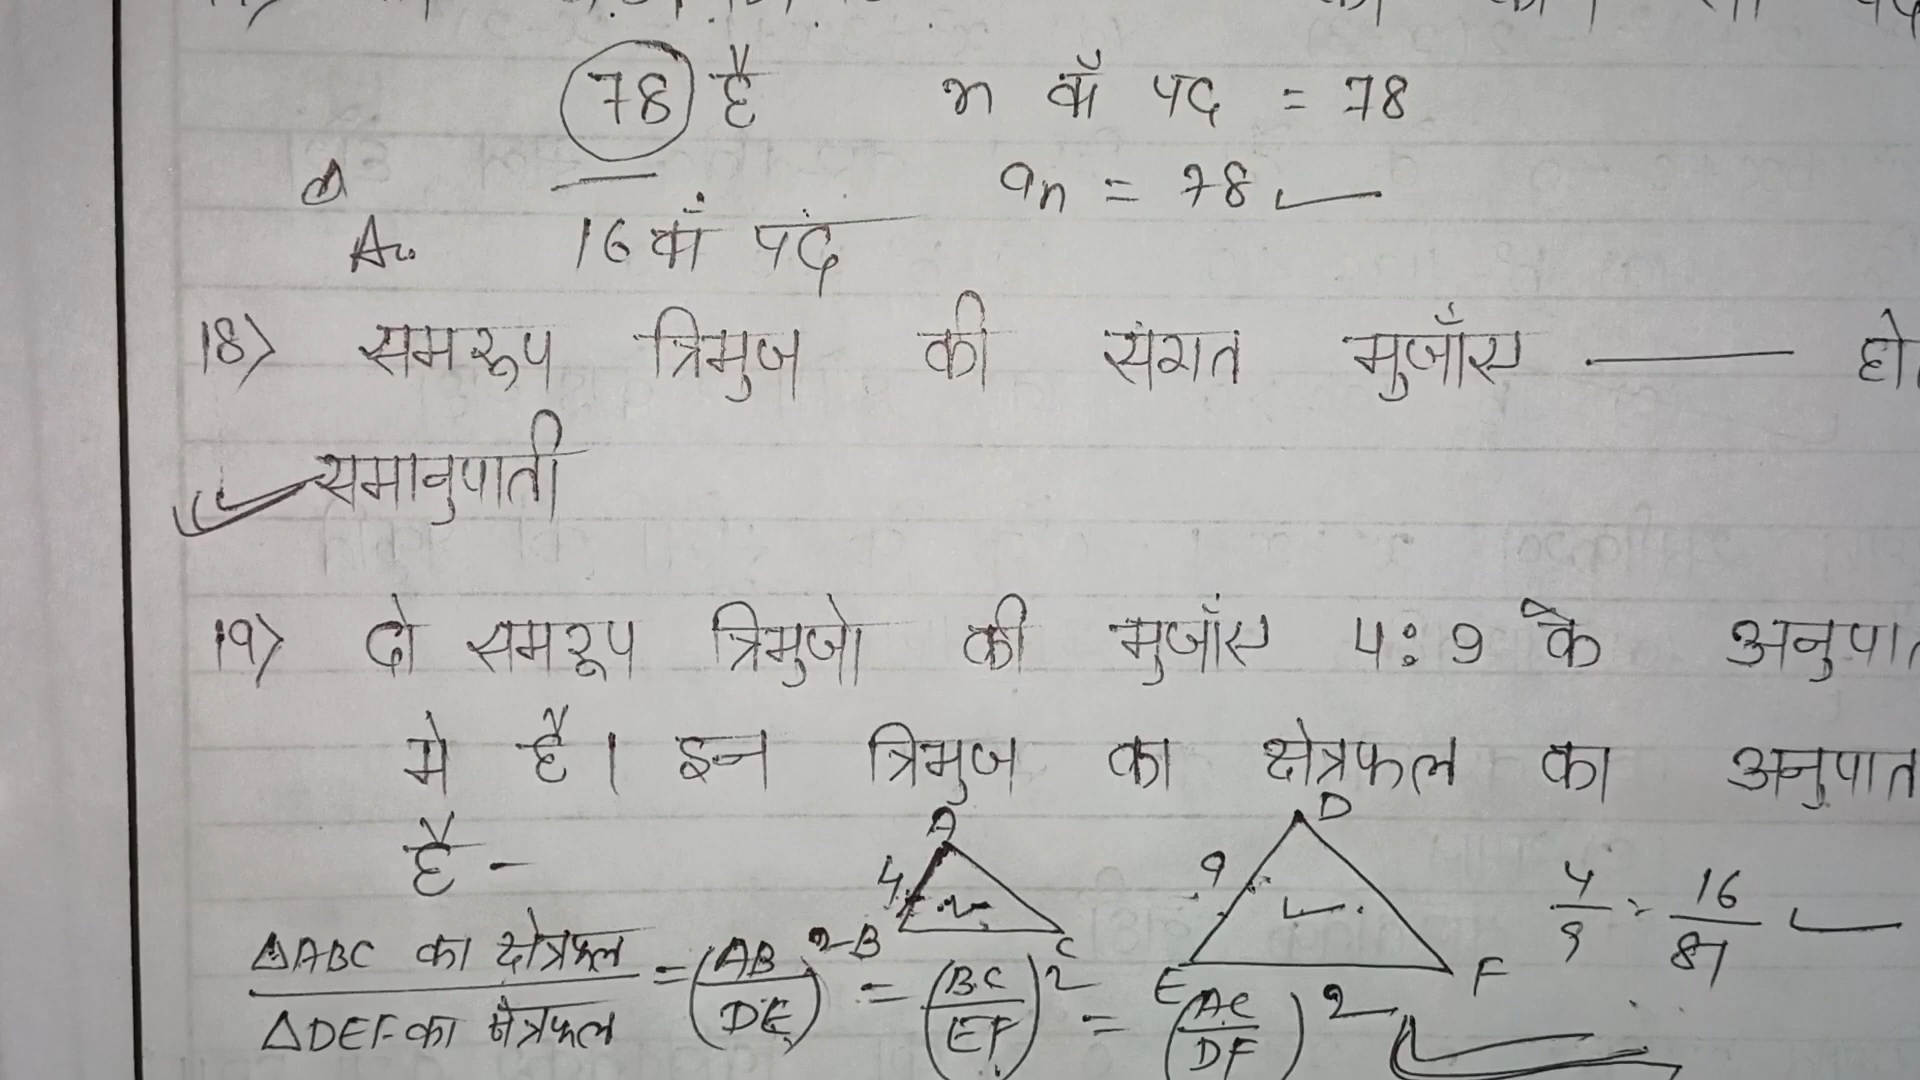 78 है n वाँ पद = 78
an = 78
A. 16 वाँ पद
18) समरूप त्रिभुज की संगत भुजाँए —— हो
समानुपाती
19) दो समरूप त्रिभुजो की भुजाँए 4:9 के अनुपा
मे है। इन त्रिभुज का क्षेत्रफल का अनुपात
है -
A
4
B
C
D
9
E
F
4/9 = 16/81
ΔABC का क्षेत्रफल / ΔDEF का क्षेत्रफल = (AB/DE)² = (BC/EF)² = (AC/DF)²